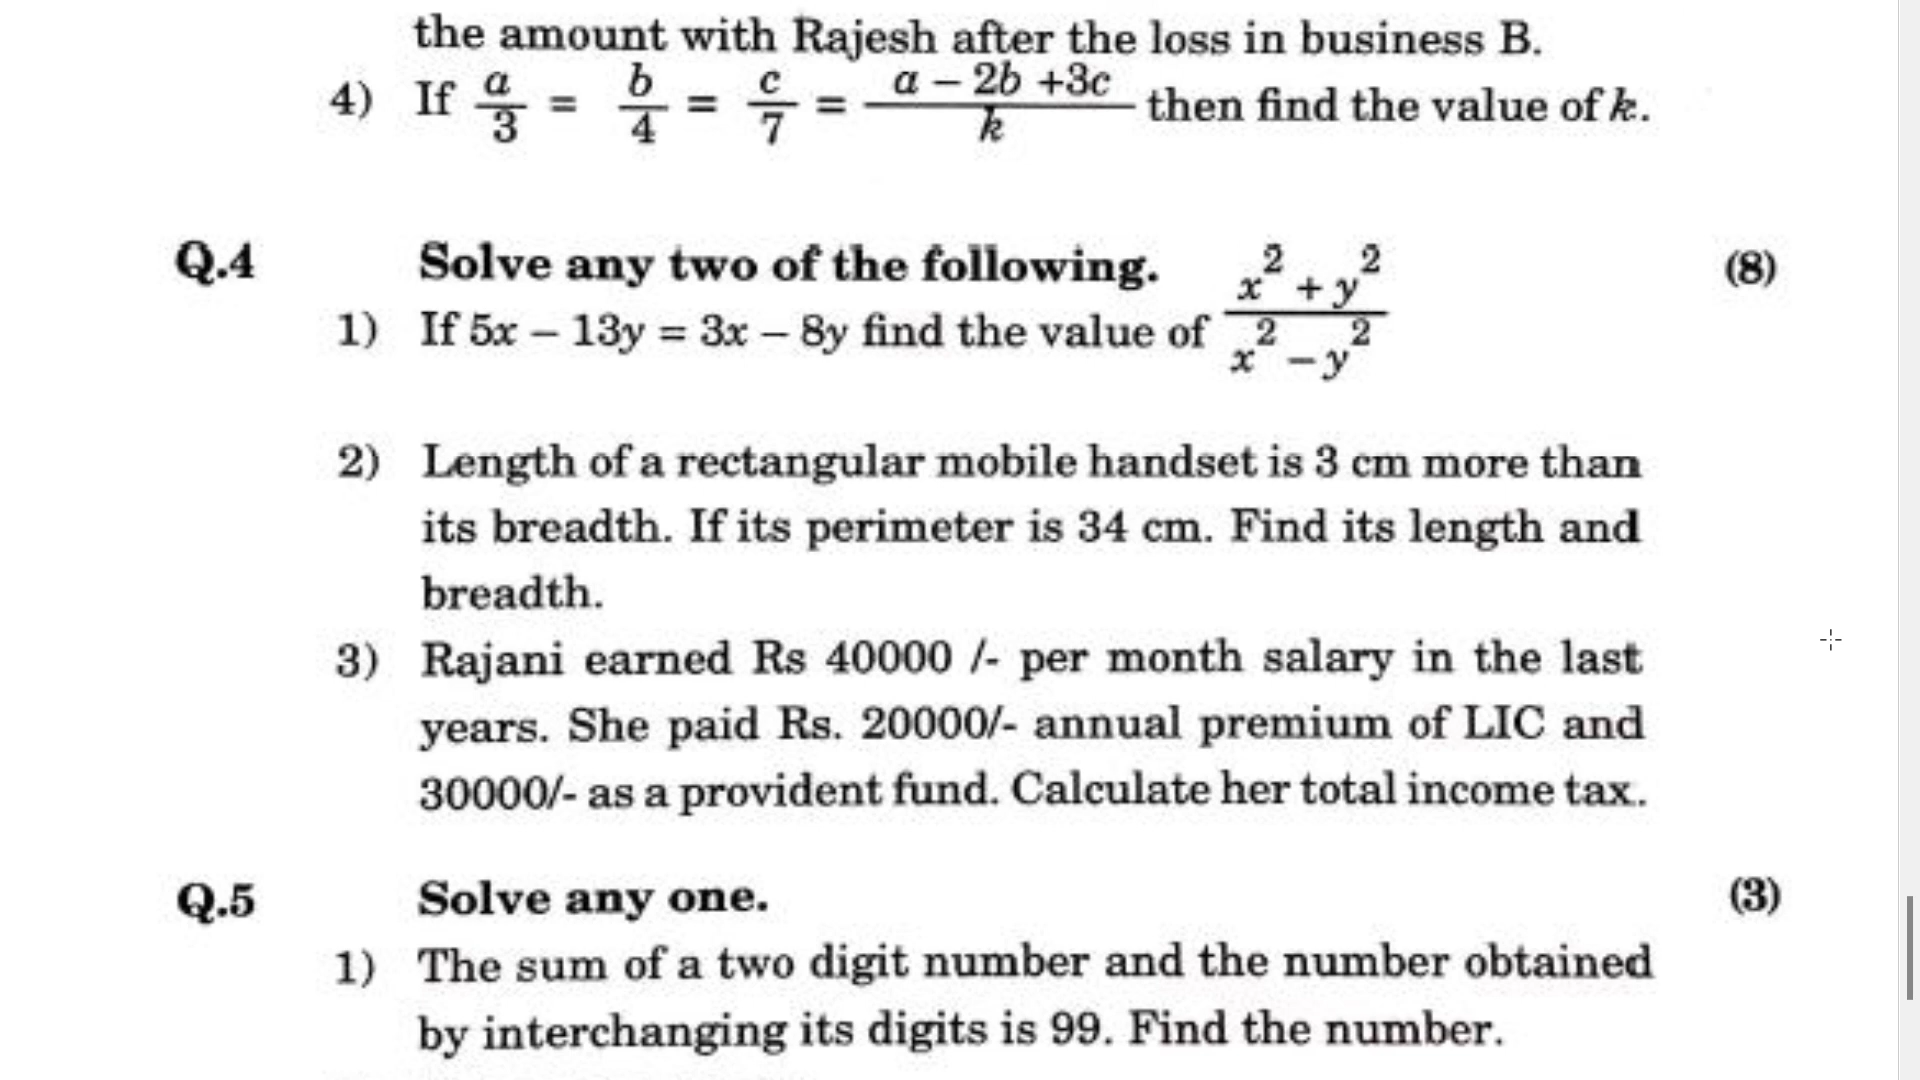 the amount with Rajesh after the loss in business B.
4) If a/3 = b/4 = c/7 = (a – 2b +3c)/k then find the value of k.
Q.4 Solve any two of the following. (8)
1) If 5x – 13y = 3x – 8y find the value of (x² + y²)/(x² – y²)
2) Length of a rectangular mobile handset is 3 cm more than
its breadth. If its perimeter is 34 cm. Find its length and
breadth.
3) Rajani earned Rs 40000 /- per month salary in the last
years. She paid Rs. 20000/- annual premium of LIC and
30000/- as a provident fund. Calculate her total income tax.
Q.5 Solve any one. (3)
1) The sum of a two digit number and the number obtained
by interchanging its digits is 99. Find the number.